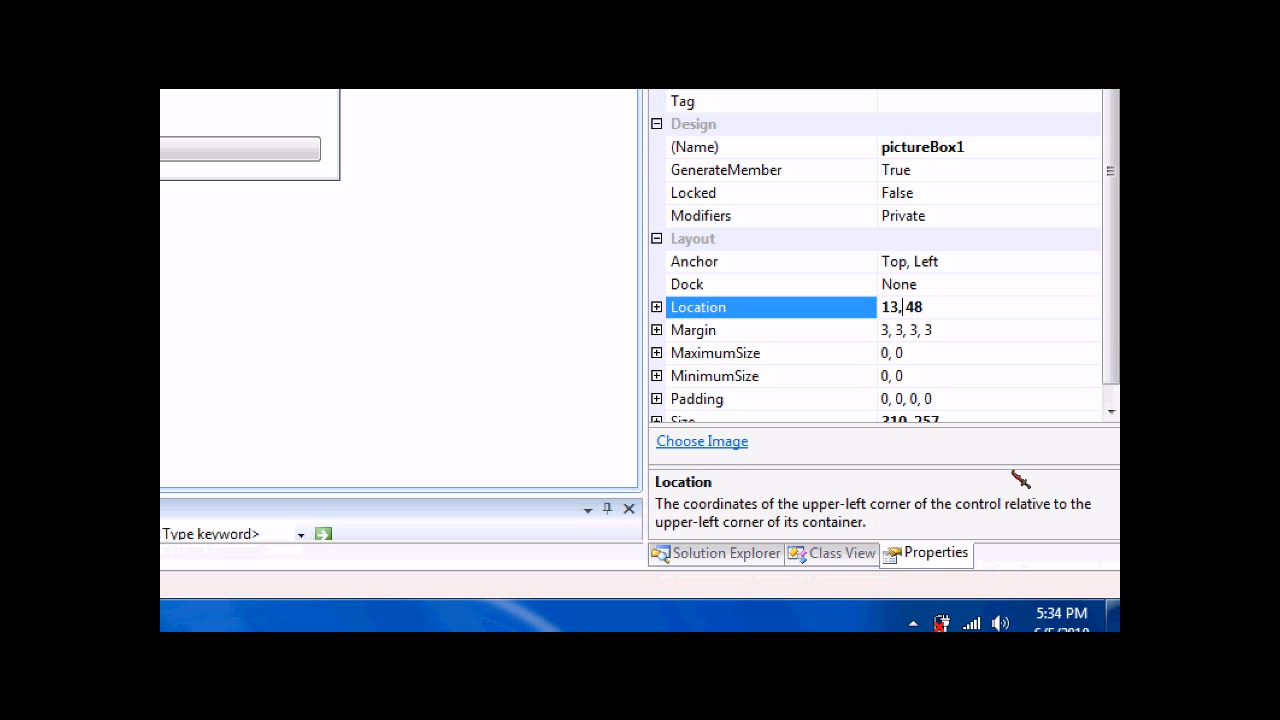 Tag
Design
(Name) pictureBox1
GenerateMember True
Locked False
Modifiers Private
Layout
Anchor Top, Left
Dock None
Location 13, 48
Margin 3, 3, 3, 3
MaximumSize 0, 0
MinimumSize 0, 0
Padding 0, 0, 0, 0
Size 310, 257
Choose Image
Location
The coordinates of the upper-left corner of the control relative to the
upper-left corner of its container.
Type keyword>
Solution Explorer Class View Properties
5:34 PM